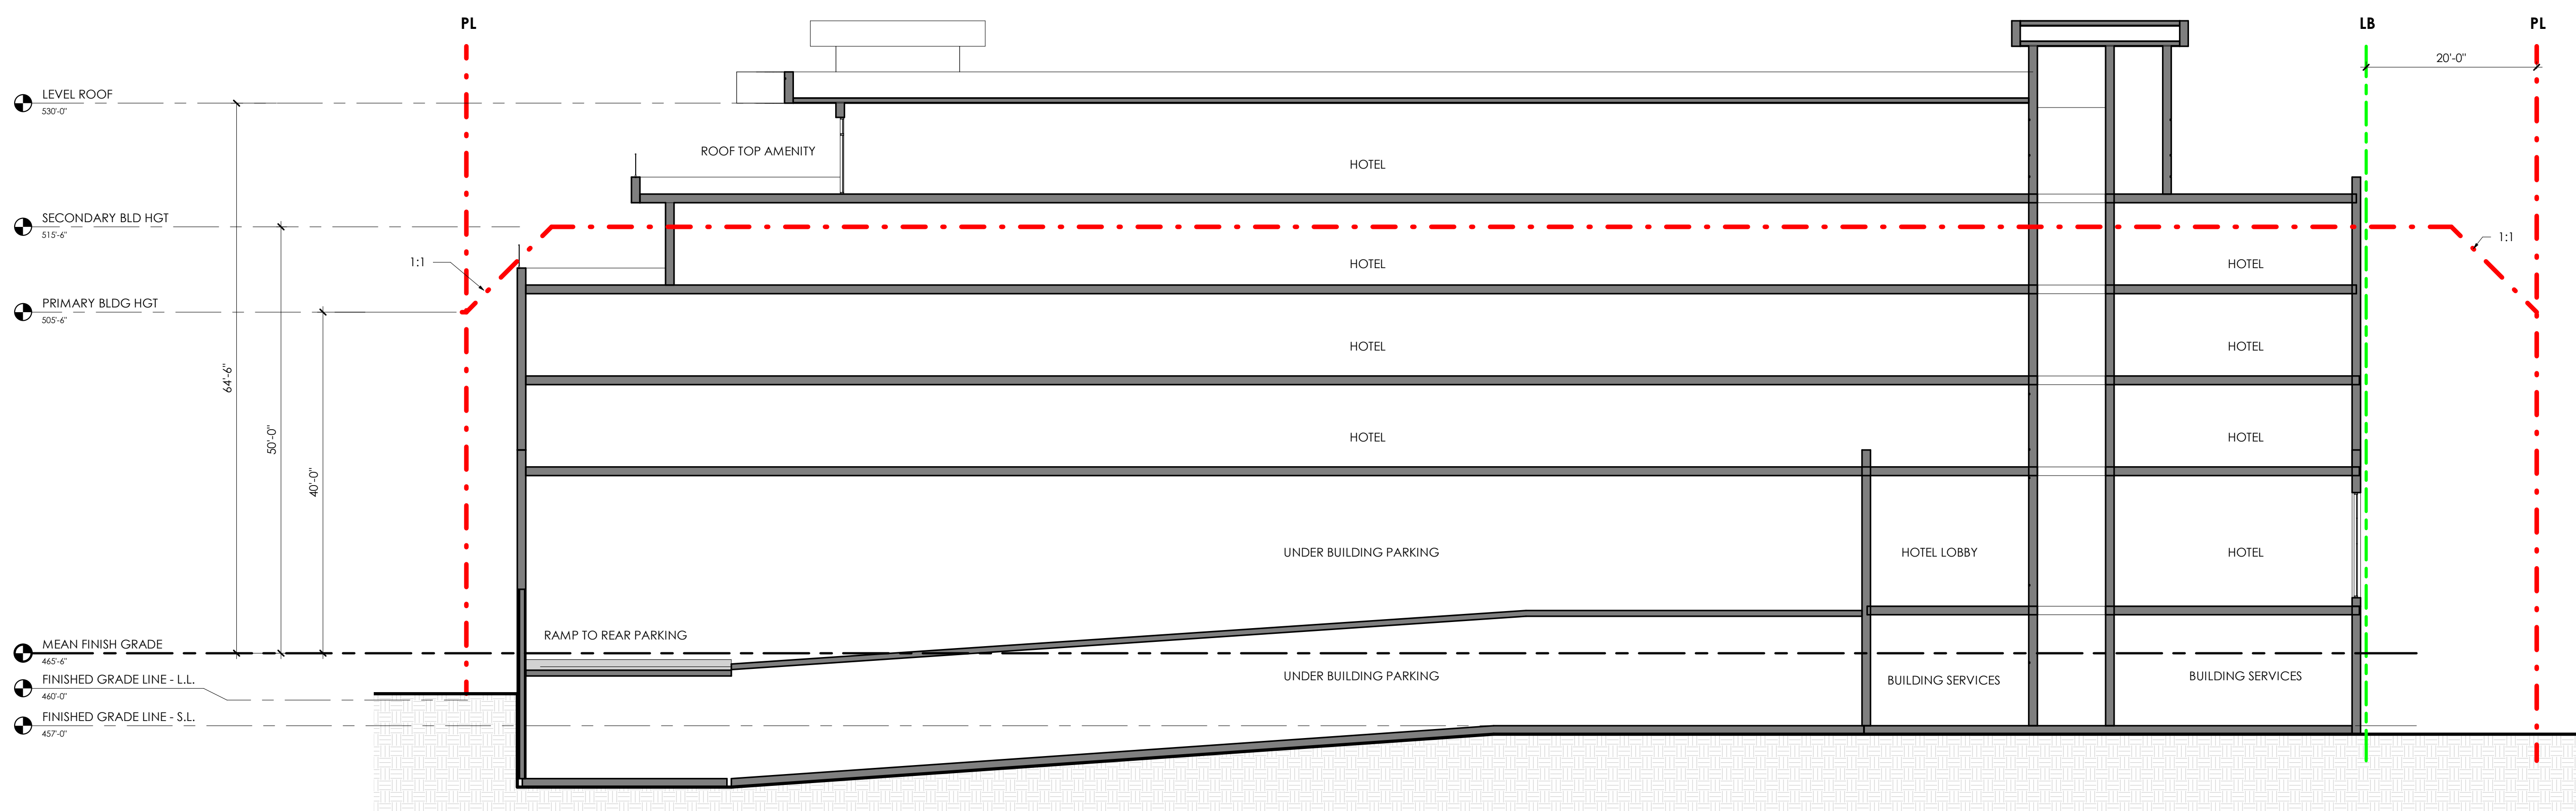 PL
LB
PL
20'-0"
LEVEL ROOF
530'-0"
ROOF TOP AMENITY
HOTEL
SECONDARY BLD HGT
515'-6"
1:1
1:1
HOTEL
HOTEL
PRIMARY BLDG HGT
505'-6"
HOTEL
HOTEL
64'-6"
50'-0"
40'-0"
HOTEL
HOTEL
UNDER BUILDING PARKING
HOTEL LOBBY
HOTEL
RAMP TO REAR PARKING
MEAN FINISH GRADE
465'-6"
FINISHED GRADE LINE - L.L.
460'-0"
UNDER BUILDING PARKING
BUILDING SERVICES
BUILDING SERVICES
FINISHED GRADE LINE - S.L.
457'-0"